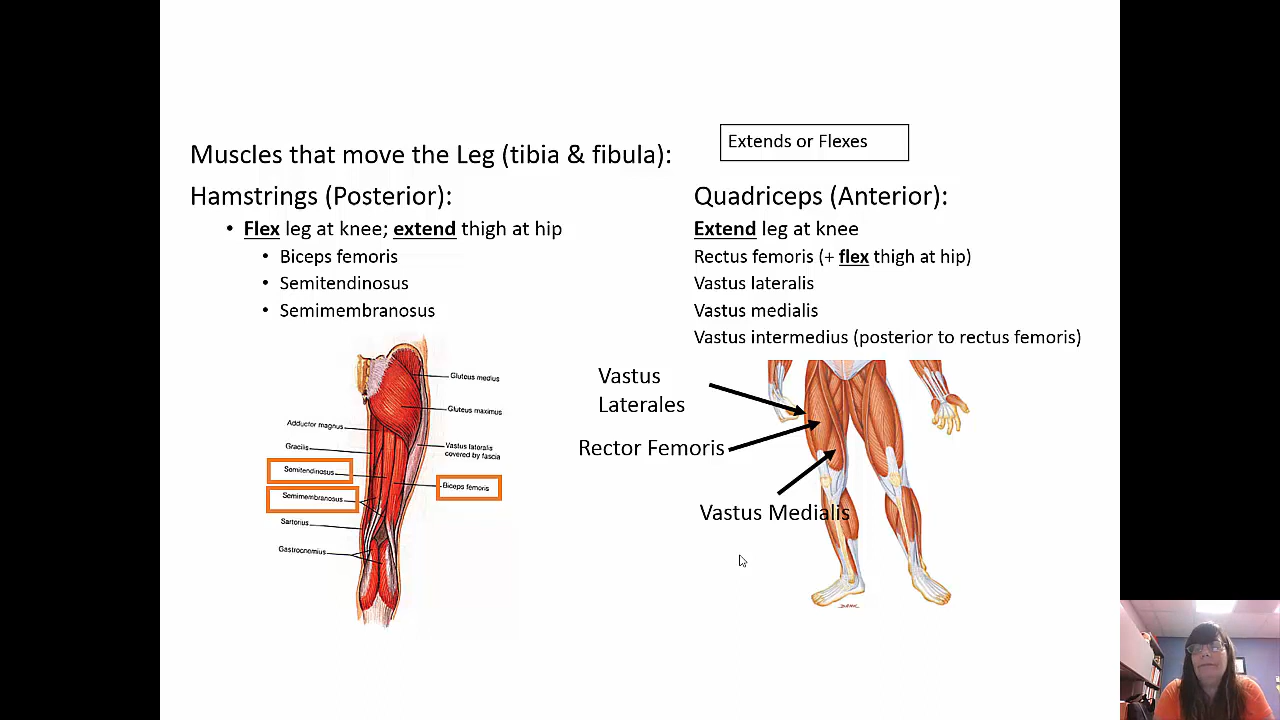 Extends or Flexes
Muscles that move the Leg (tibia & fibula):
Hamstrings (Posterior):
• Flex leg at knee; extend thigh at hip
• Biceps femoris
• Semitendinosus
• Semimembranosus
Quadriceps (Anterior):
Extend leg at knee
Rectus femoris (+ flex thigh at hip)
Vastus lateralis
Vastus medialis
Vastus intermedius (posterior to rectus femoris)
Gluteus medius
Gluteus maximus
Adductor magnus
Gracilis
Vastus lateralis
covered by fascia
Semitendinosus
Biceps femoris
Semimembranosus
Sartorius
Gastrocnemius
Vastus
Laterales
Rector Femoris
Vastus Medialis